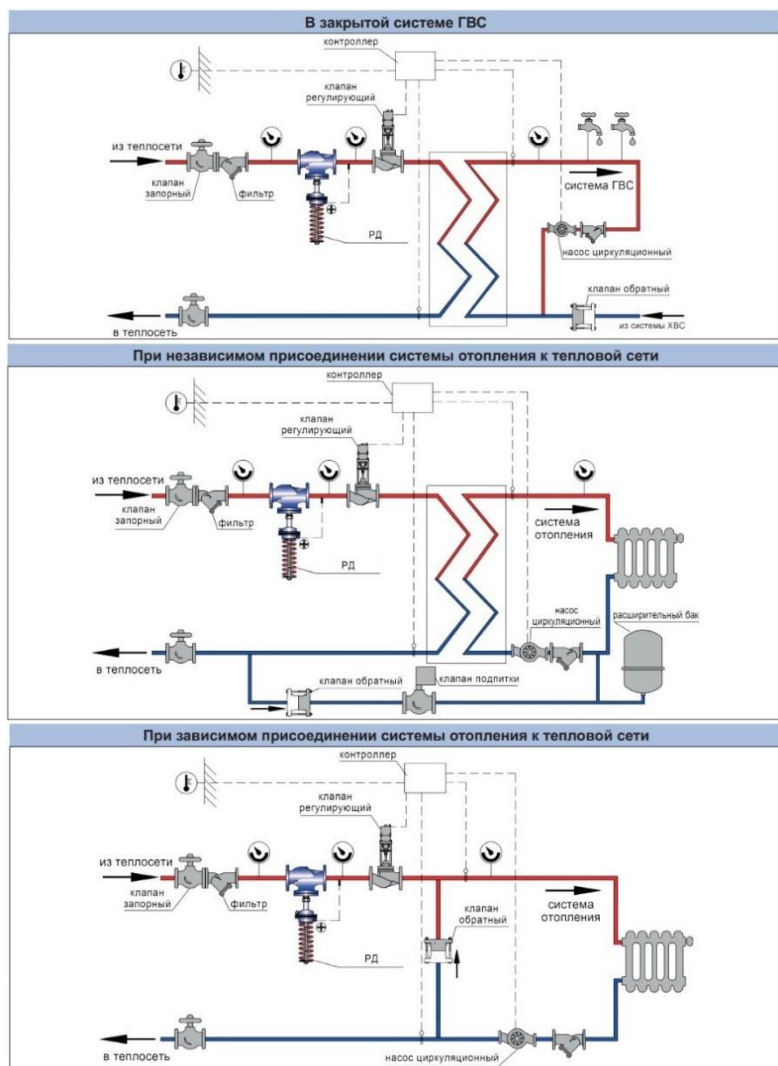 В закрытой системе ГВС
контроллер
клапан
регулирующий
из теплосети
клапан
запорный
фильтр
РД
система ГВС
насос циркуляционный
клапан обратный
из системы ХВС
в теплосеть
При независимом присоединении системы отопления к тепловой сети
контроллер
клапан
регулирующий
из теплосети
клапан
запорный
фильтр
РД
система
отопления
насос
циркуляционный
расширительный бак
в теплосеть
клапан обратный
клапан подпитки
При зависимом присоединении системы отопления к тепловой сети
контроллер
клапан
регулирующий
из теплосети
клапан
запорный
фильтр
РД
клапан
обратный
система
отопления
в теплосеть
насос циркуляционный